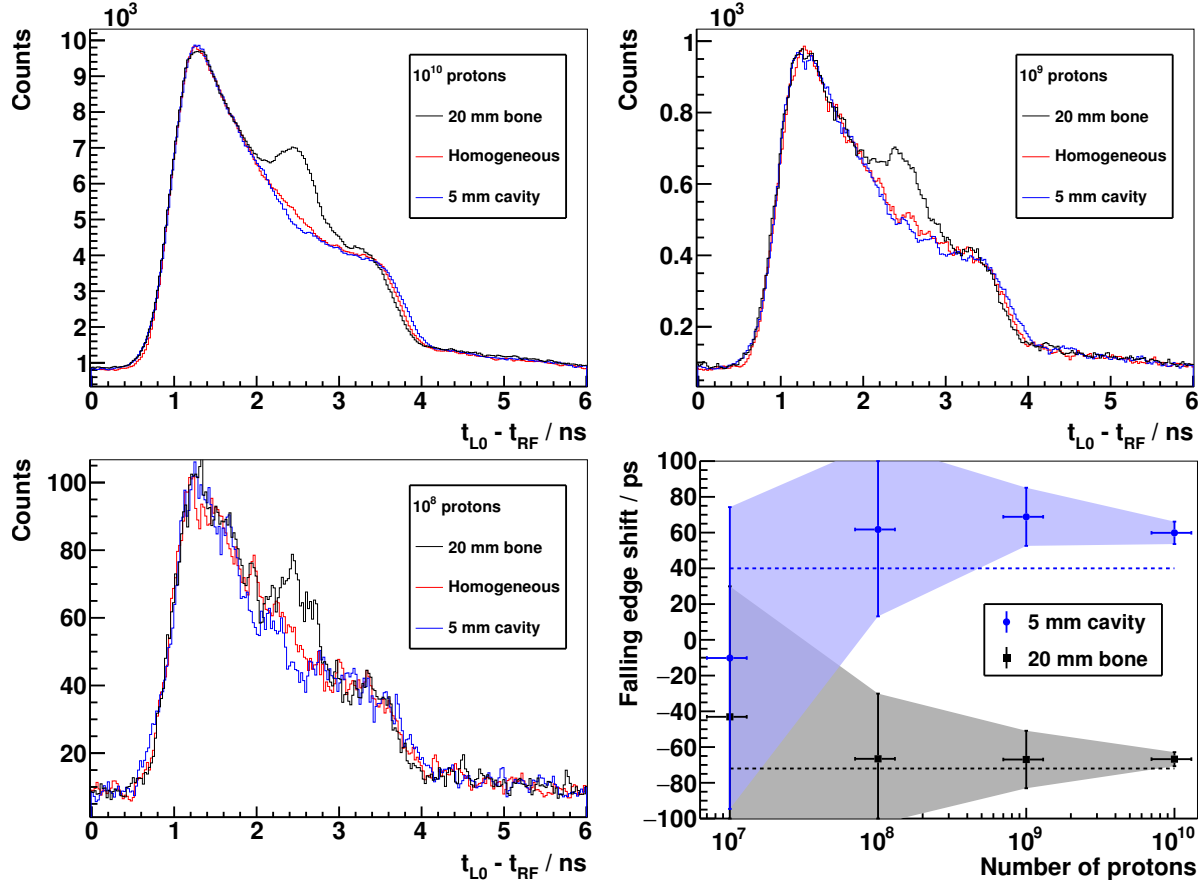 10³
Counts
10
9
8
7
6
5
4
3
2
1
10¹⁰ protons
20 mm bone
Homogeneous
5 mm cavity
0 1 2 3 4 5 6
t_L0 - t_RF / ns
10³
Counts
1
0.8
0.6
0.4
0.2
10⁹ protons
20 mm bone
Homogeneous
5 mm cavity
0 1 2 3 4 5 6
t_L0 - t_RF / ns
Counts
100
80
60
40
20
10⁸ protons
20 mm bone
Homogeneous
5 mm cavity
0 1 2 3 4 5 6
t_L0 - t_RF / ns
Falling edge shift / ps
100
80
60
40
20
0
−20
−40
−60
−80
−100
5 mm cavity
20 mm bone
10⁷ 10⁸ 10⁹ 10¹⁰
Number of protons